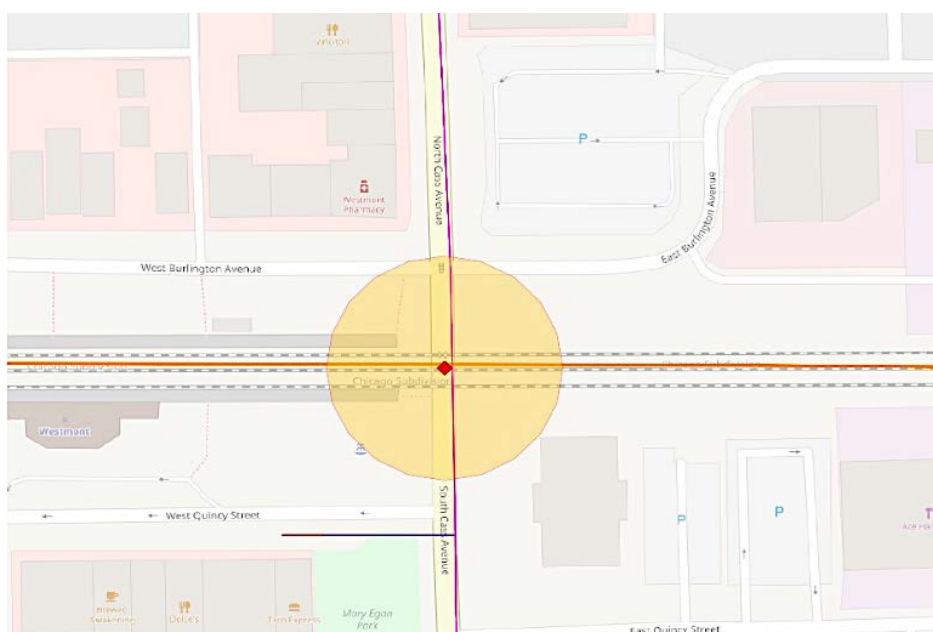 North Cass Avenue
Westmont
Pharmacy
P
East Burlington Avenue
West Burlington Avenue
Chicago Subdivision
Westmont
South Cass Avenue
West Quincy Street
P
P
Mary Egan
Park
East Quincy Street